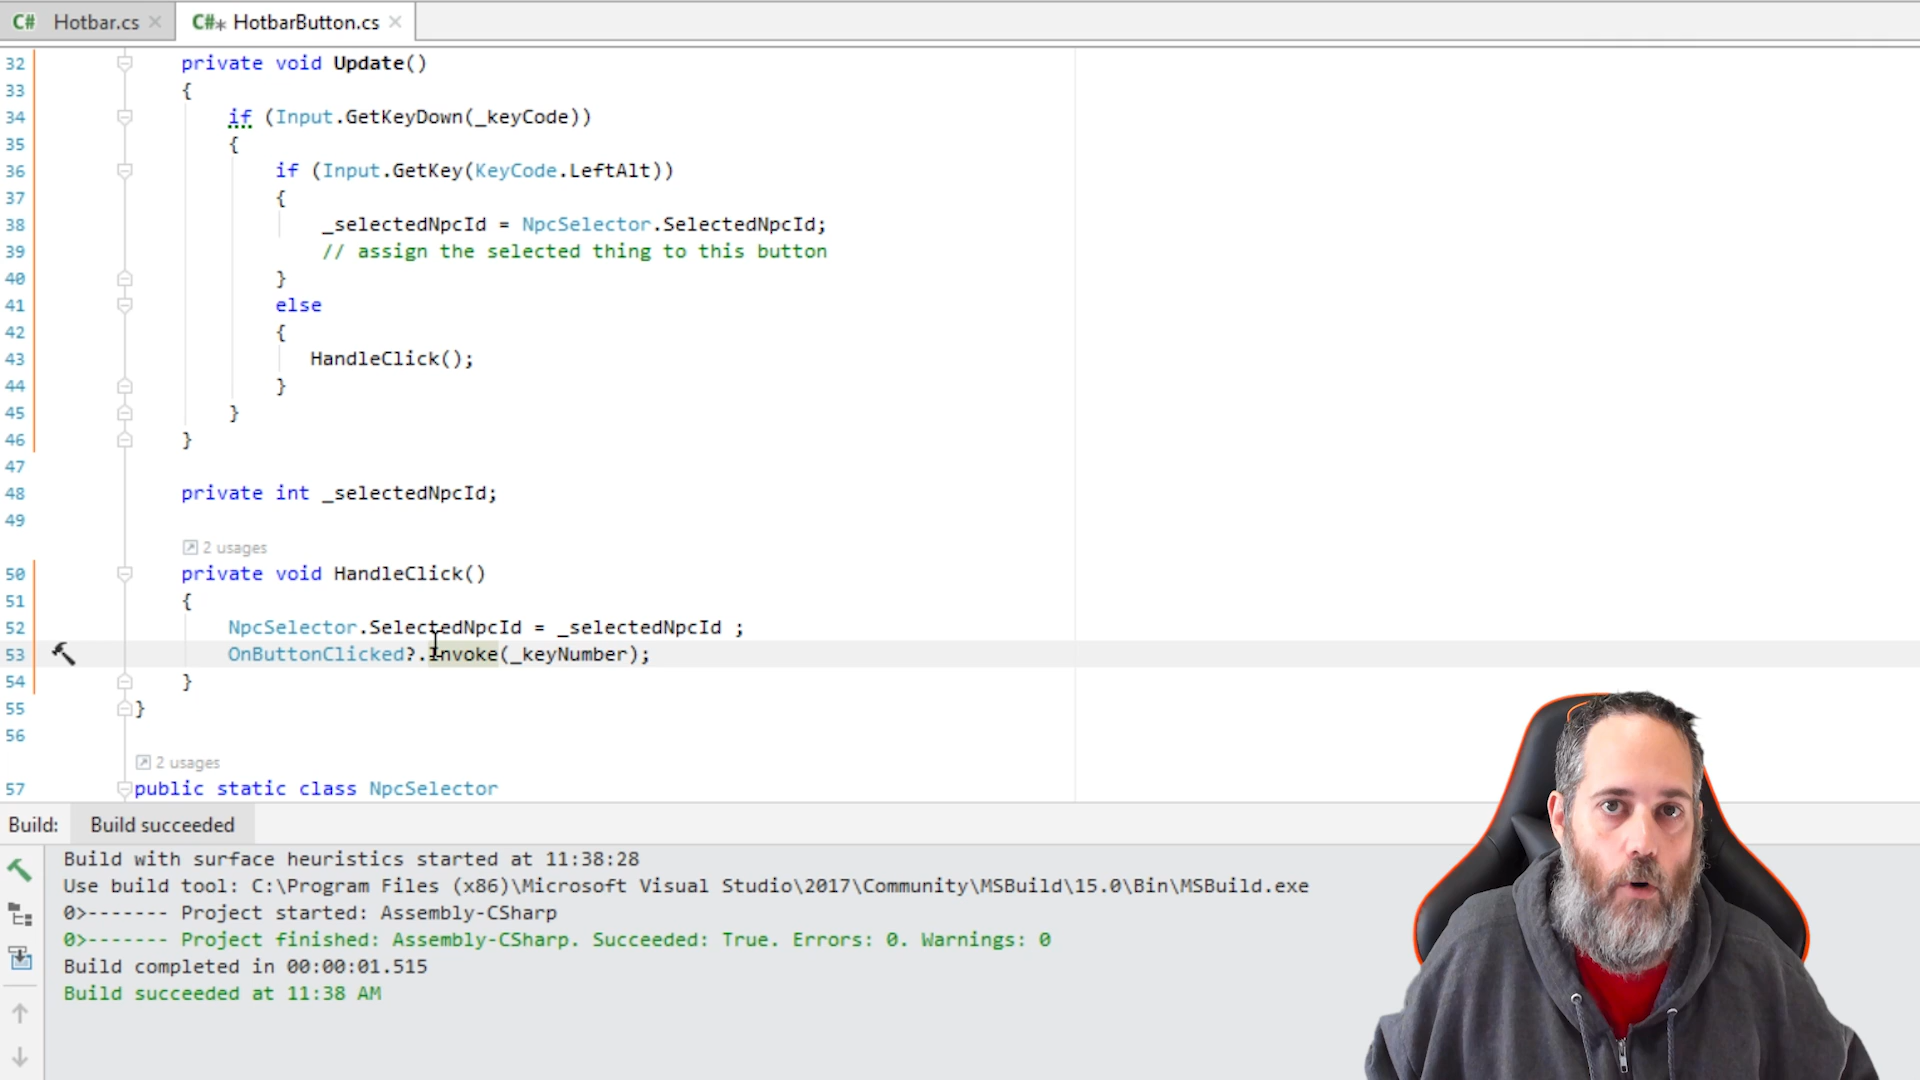 C# Hotbar.cs × C#* HotbarButton.cs ×
32 private void Update()
33 {
34 if (Input.GetKeyDown(_keyCode))
35 {
36 if (Input.GetKey(KeyCode.LeftAlt))
37 {
38 _selectedNpcId = NpcSelector.SelectedNpcId;
39 // assign the selected thing to this button
40 }
41 else
42 {
43 HandleClick();
44 }
45 }
46 }
47
48 private int _selectedNpcId;
49
2 usages
50 private void HandleClick()
51 {
52 NpcSelector.SelectedNpcId = _selectedNpcId ;
53 OnButtonClicked?.Invoke(_keyNumber);
54 }
55 }
56
2 usages
57 public static class NpcSelector
Build: Build succeeded
Build with surface heuristics started at 11:38:28
Use build tool: C:\Program Files (x86)\Microsoft Visual Studio\2017\Community\MSBuild\15.0\Bin\MSBuild.exe
0>------- Project started: Assembly-CSharp
0>------- Project finished: Assembly-CSharp. Succeeded: True. Errors: 0. Warnings: 0
Build completed in 00:00:01.515
Build succeeded at 11:38 AM